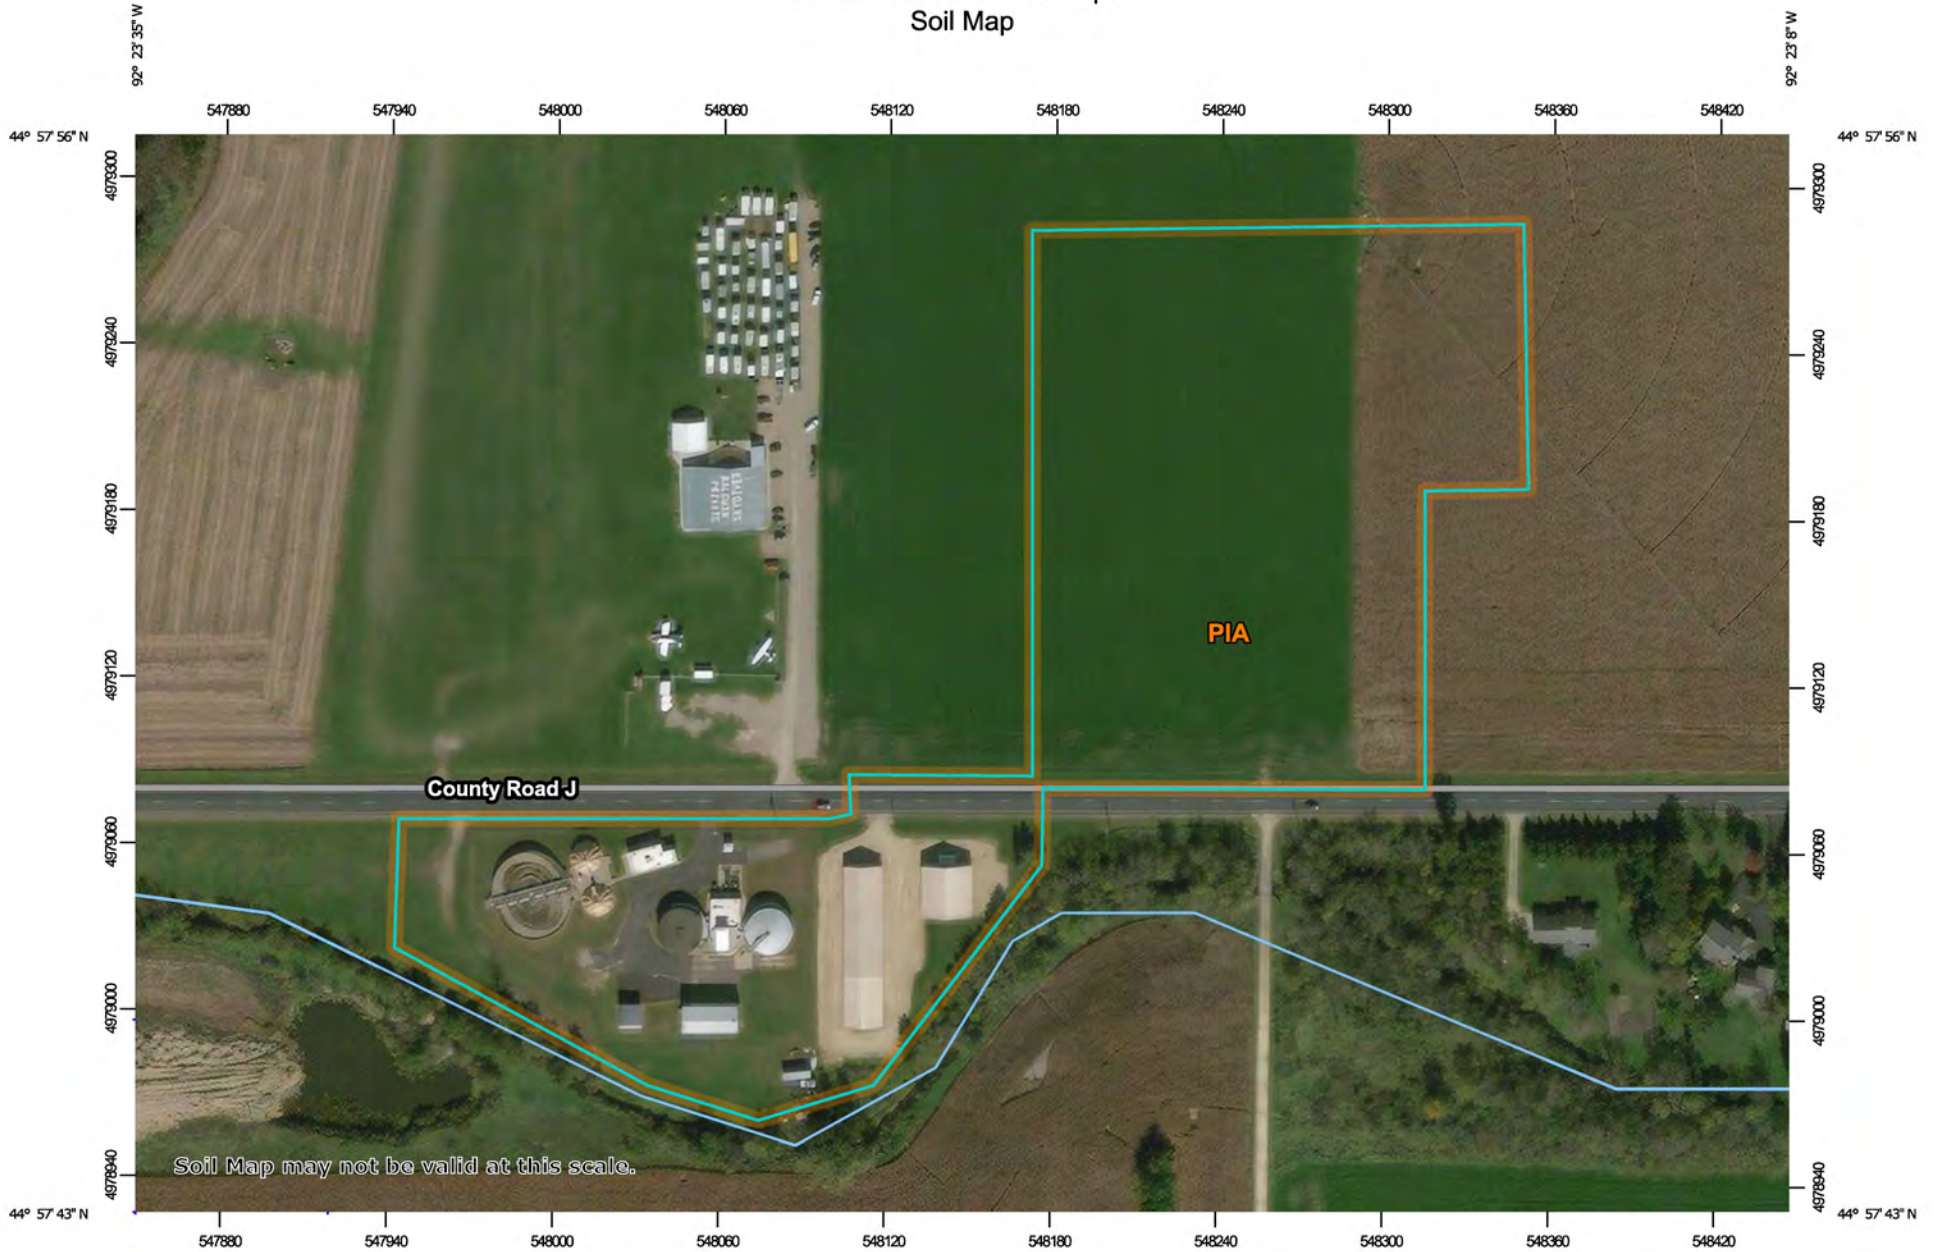 Soil Map
92° 23' 35" W
92° 23' 8" W
547880 547940 548000 548060 548120 548180 548240 548300 548360 548420
44° 57' 56" N
44° 57' 56" N
4979300
4979300
4979240
4979240
4979180
4979180
4979120
4979120
PIA
County Road J
4979060
4979060
4979000
4979000
Soil Map may not be valid at this scale.
4978940
4978940
44° 57' 43" N
44° 57' 43" N
547880 547940 548000 548060 548120 548180 548240 548300 548360 548420